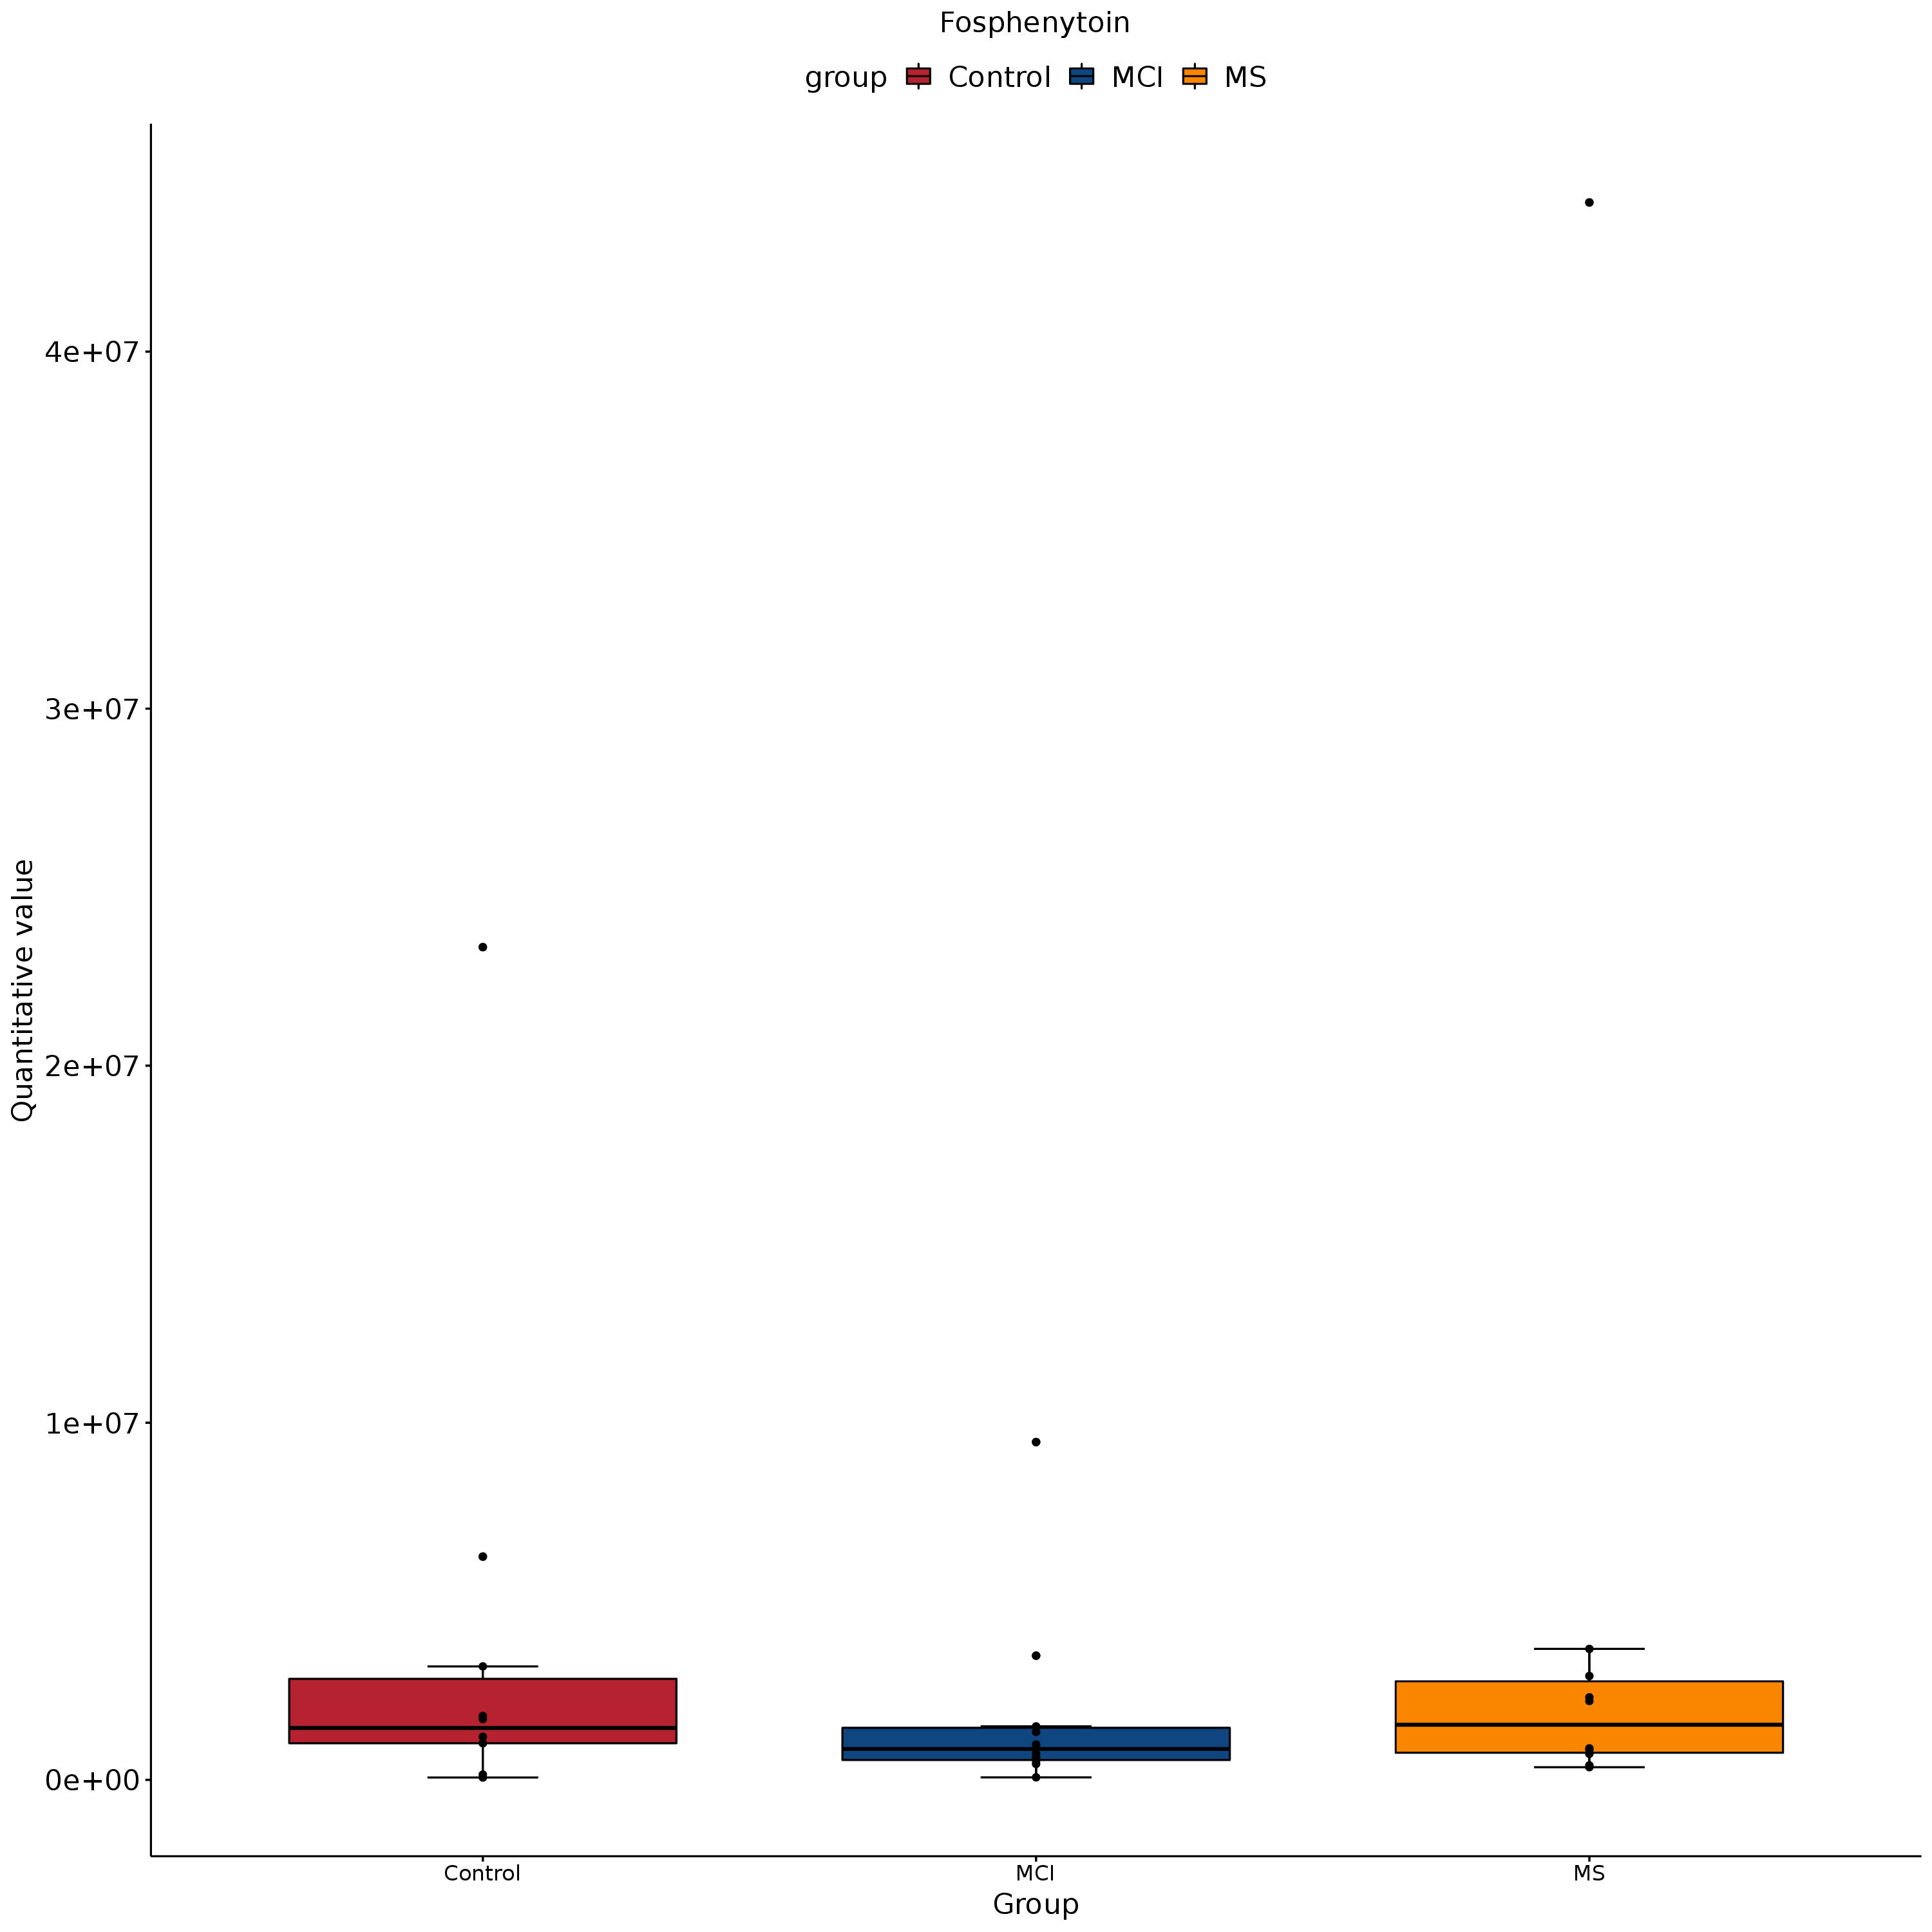 Fosphenytoin
group Control MCI MS
Quantitative value
4e+07
3e+07
2e+07
1e+07
0e+00
Control MCI MS
Group